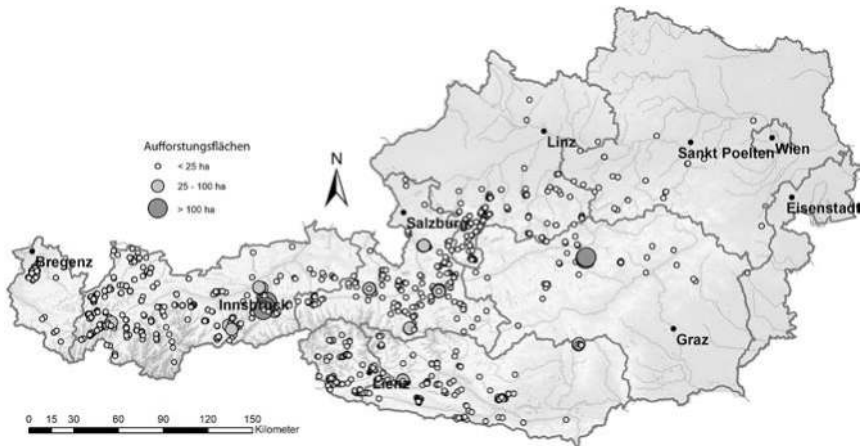 Aufforstungsflächen
< 25 ha
25 - 100 ha
> 100 ha
N
Linz
Sankt Poelten
Wien
Eisenstadt
Salzburg
Bregenz
Innsbruck
Graz
Lienz
0 15 30 60 90 120 150
Kilometer